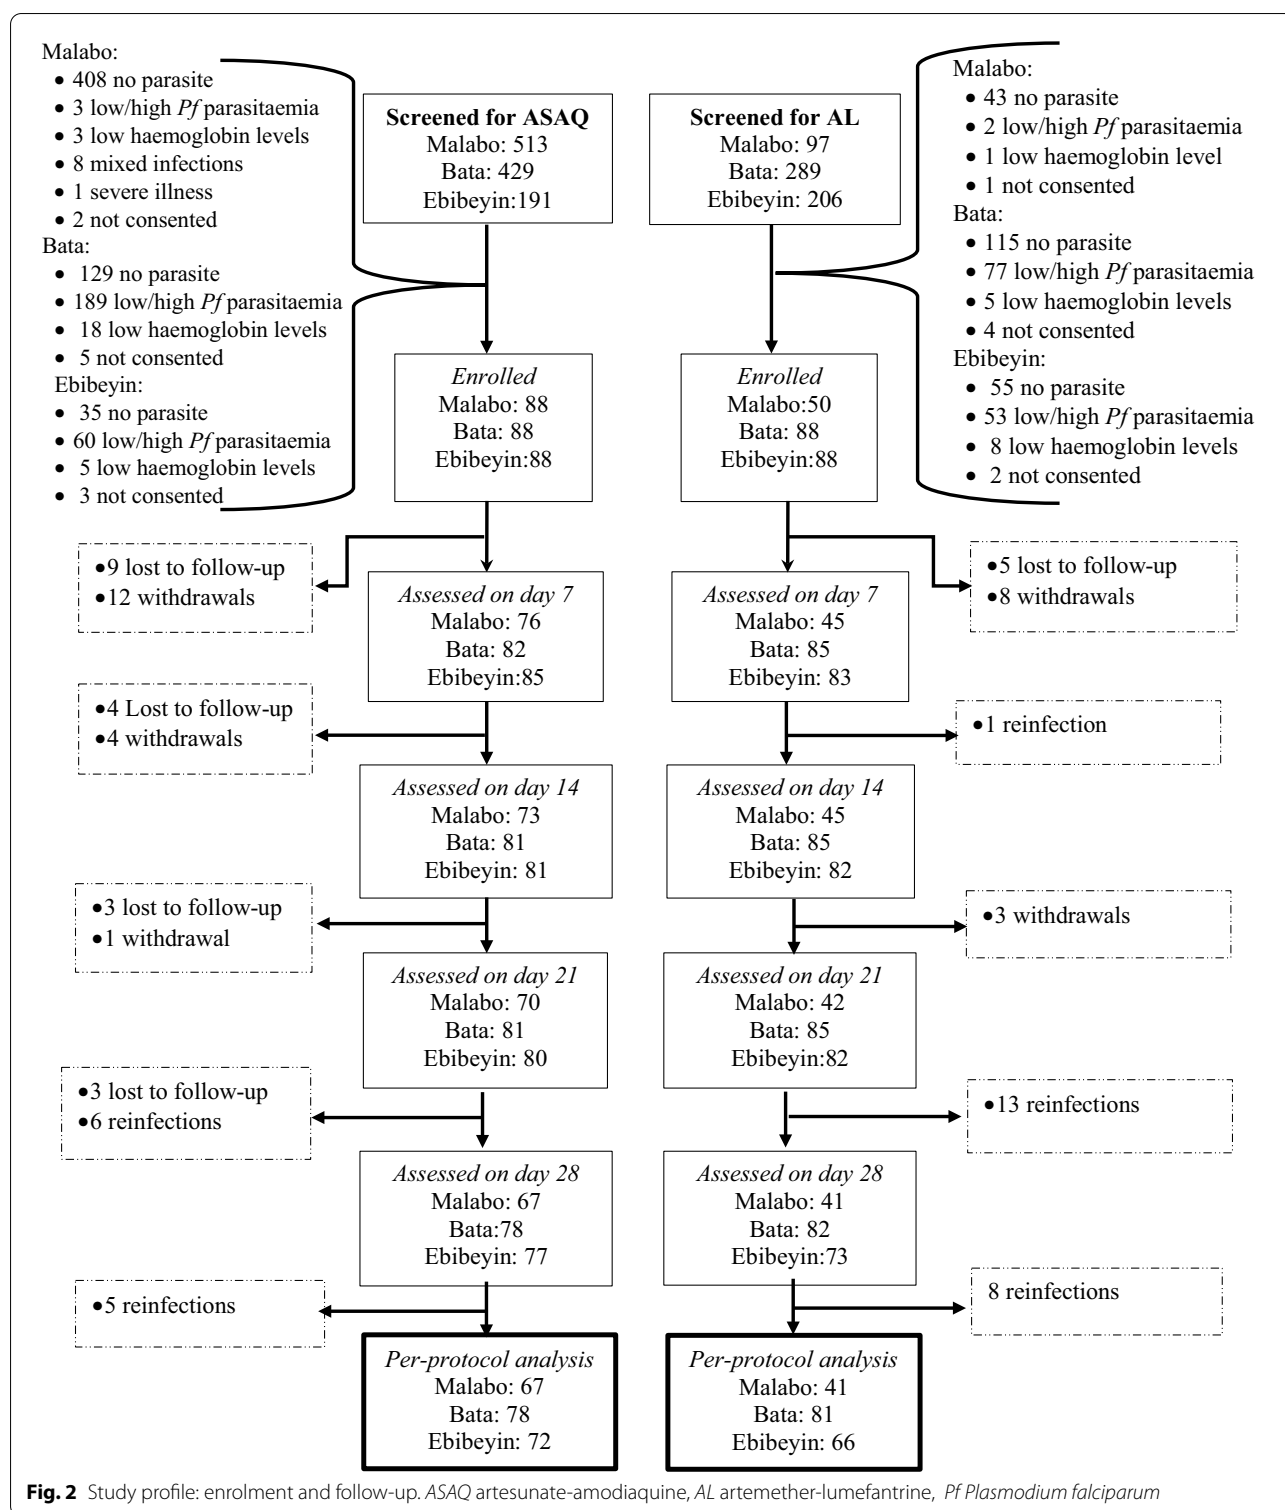 Malabo:
• 408 no parasite
• 3 low/high Pf parasitaemia
• 3 low haemoglobin levels
• 8 mixed infections
• 1 severe illness
• 2 not consented
Bata:
• 129 no parasite
• 189 low/high Pf parasitaemia
• 18 low haemoglobin levels
• 5 not consented
Ebibeyin:
• 35 no parasite
• 60 low/high Pf parasitaemia
• 5 low haemoglobin levels
• 3 not consented
Screened for ASAQ
Malabo: 513
Bata: 429
Ebibeyin:191
Screened for AL
Malabo: 97
Bata: 289
Ebibeyin: 206
Malabo:
• 43 no parasite
• 2 low/high Pf parasitaemia
• 1 low haemoglobin level
• 1 not consented
Bata:
• 115 no parasite
• 77 low/high Pf parasitaemia
• 5 low haemoglobin levels
• 4 not consented
Ebibeyin:
• 55 no parasite
• 53 low/high Pf parasitaemia
• 8 low haemoglobin levels
• 2 not consented
Enrolled
Malabo: 88
Bata: 88
Ebibeyin:88
Enrolled
Malabo:50
Bata: 88
Ebibeyin: 88
•9 lost to follow-up
•12 withdrawals
•5 lost to follow-up
•8 withdrawals
Assessed on day 7
Malabo: 76
Bata: 82
Ebibeyin:85
Assessed on day 7
Malabo: 45
Bata: 85
Ebibeyin: 83
•4 Lost to follow-up
•4 withdrawals
•1 reinfection
Assessed on day 14
Malabo: 73
Bata: 81
Ebibeyin: 81
Assessed on day 14
Malabo: 45
Bata: 85
Ebibeyin: 82
•3 lost to follow-up
•1 withdrawal
•3 withdrawals
Assessed on day 21
Malabo: 70
Bata: 81
Ebibeyin: 80
Assessed on day 21
Malabo: 42
Bata: 85
Ebibeyin:82
•3 lost to follow-up
•6 reinfections
•13 reinfections
Assessed on day 28
Malabo: 67
Bata:78
Ebibeyin: 77
Assessed on day 28
Malabo: 41
Bata: 82
Ebibeyin:73
•5 reinfections
8 reinfections
Per-protocol analysis
Malabo: 67
Bata: 78
Ebibeyin: 72
Per-protocol analysis
Malabo: 41
Bata: 81
Ebibeyin: 66
Fig. 2 Study profile: enrolment and follow-up. ASAQ artesunate-amodiaquine, AL artemether-lumefantrine, Pf Plasmodium falciparum